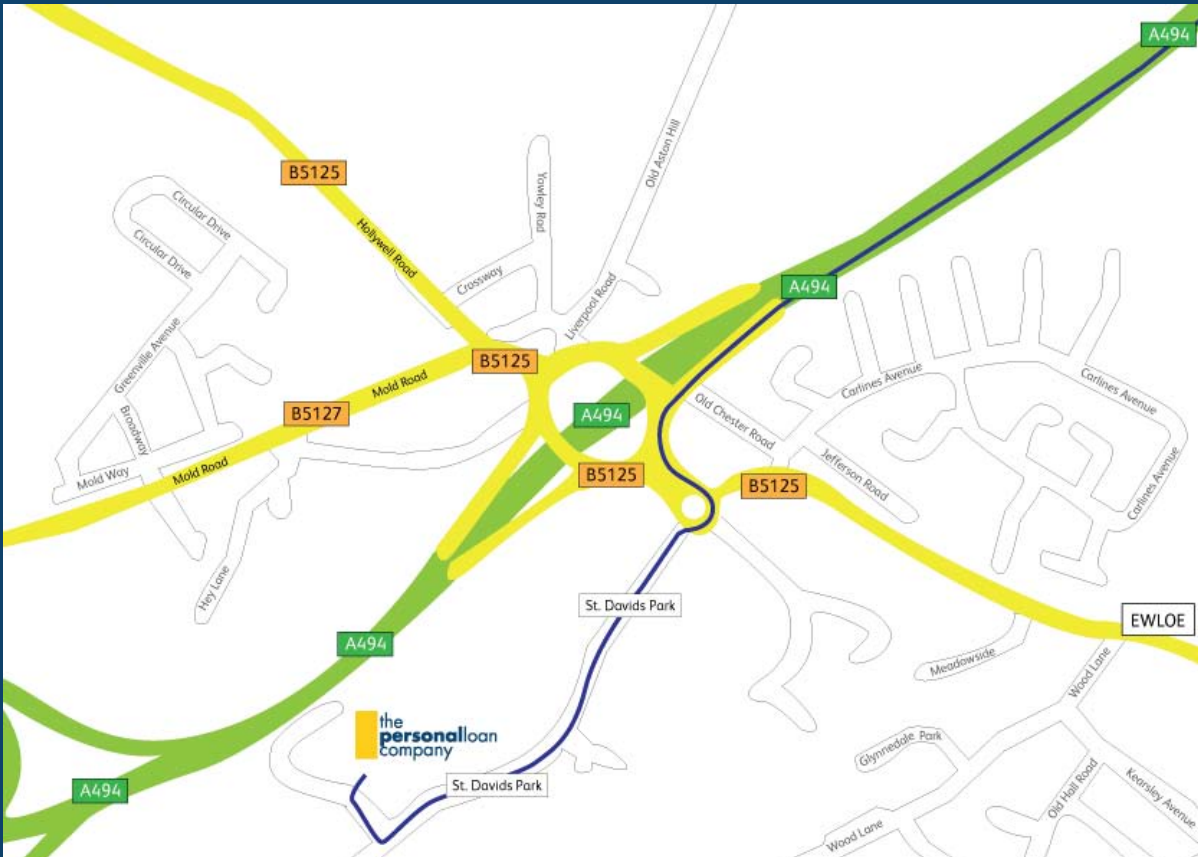 A494
B5125
Circular Drive
Circular Drive
Hollywell Road
Yowley Rod
Old Aston Hill
Crossway
Liverpool Road
A494
Greenville Avenue
B5125
Mold Road
B5127
Broadway
A494
Old Chester Road
Carlines Avenue
Carlines Avenue
Carlines Avenue
Mold Way
Mold Road
B5125
B5125
Jefferson Road
Hey Lane
St. Davids Park
EWLOE
A494
Meadowside
Wood Lane
the
personalloan
company
Glynnedale Park
A494
St. Davids Park
Old Hall Road
Kearsley Avenue
Wood Lane